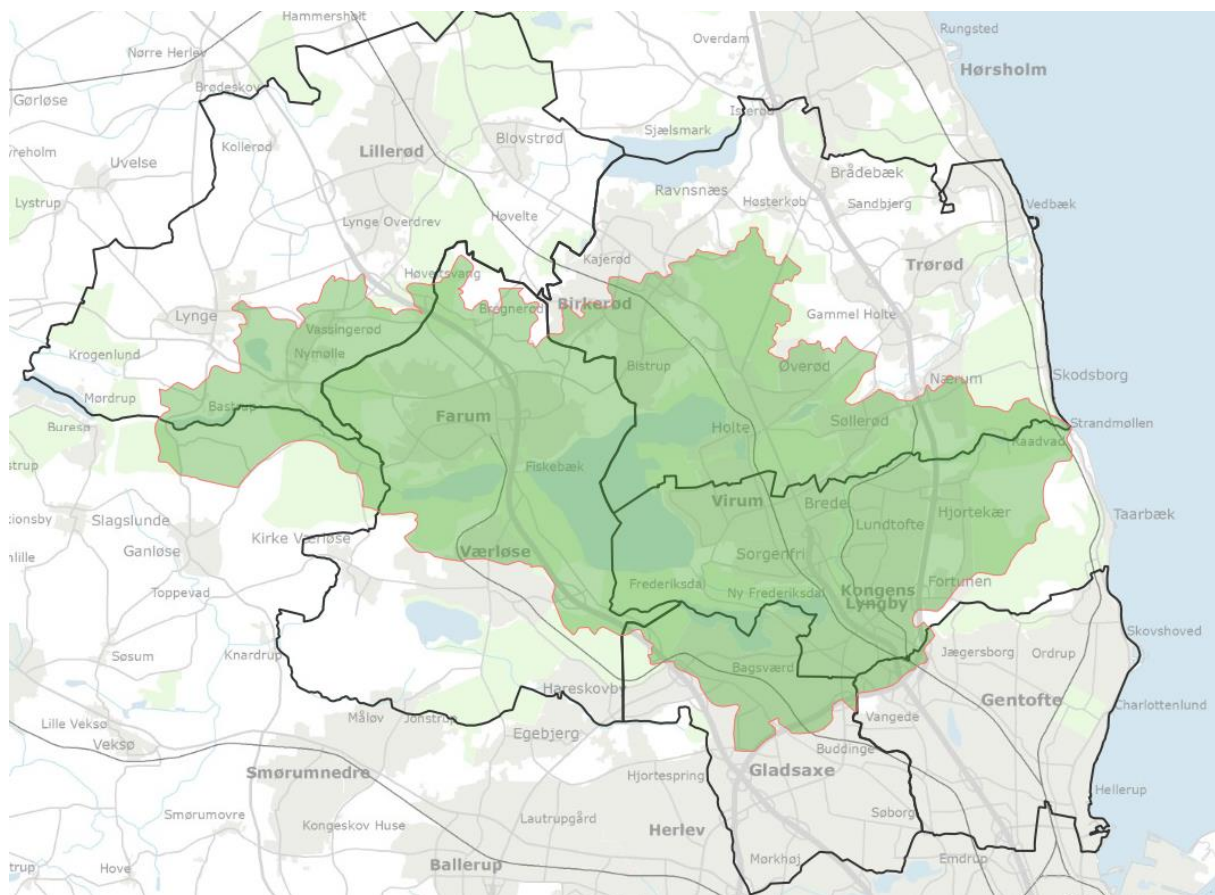 Hammersholt
Overdam
Rungsted
Nørre Herlev
Hørsholm
Brødeskov
Gørløse
Isterød
Sjælsmark
Blovstrød
Kollerød
Lillerød
Uvelse
Brådebæk
Ravnsnæs
Høsterkøb
Sandbjerg
Lystrup
Vedbæk
Lynge Overdrev
Høvelte
Kajerød
Trørød
Høveltsvang
Birkerød
Brognerød
Gammel Holte
Lynge
Vassingerød
Nymølle
Krogenlund
Bistrup
Øverød
Nærum
Skodsborg
Mørdrup
Bastrup
Farum
Buresø
Holte
Søllerød
Strandmøllen
Raadvad
Fiskebæk
Virum
Brede
Hjortekær
Taarbæk
Slagslunde
Lundtofte
Kirke Værløse
Ganløse
Værløse
Sorgenfri
Frederiksdal
Ny Frederiksdal
Kongens
Lyngby
Fortunen
Toppevad
Skovshoved
Søsum
Knardrup
Bagsværd
Jægersborg
Ordrup
Hareskovby
Gentofte
Charlottenlund
Lille Veksø
Veksø
Måløv
Jonstrup
Egebjerg
Vangede
Buddinge
Smørumnedre
Hjortespring
Gladsaxe
Hellerup
Smørumovre
Kongeskov Huse
Lautrupgård
Herlev
Søborg
Hove
Ballerup
Mørkhøj
Emdrup